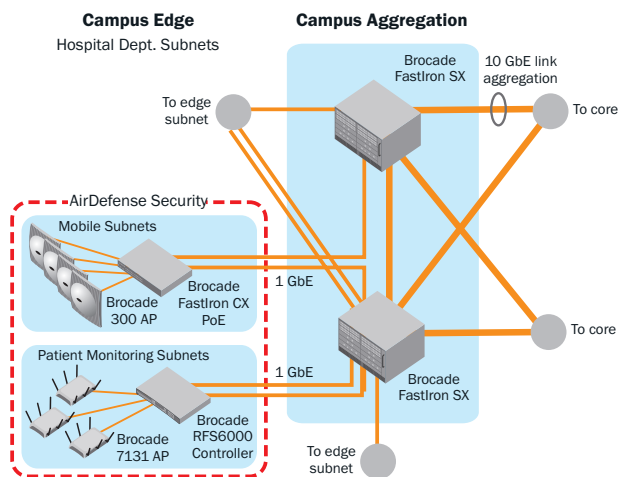 Campus Edge
Hospital Dept. Subnets
Campus Aggregation
Brocade
FastIron SX
10 GbE link
aggregation
To edge
subnet
To core
AirDefense Security
Mobile Subnets
Brocade
300 AP
Brocade
FastIron CX
PoE
1 GbE
To core
Patient Monitoring Subnets
1 GbE
Brocade
7131 AP
Brocade
RFS6000
Controller
Brocade
FastIron SX
To edge
subnet